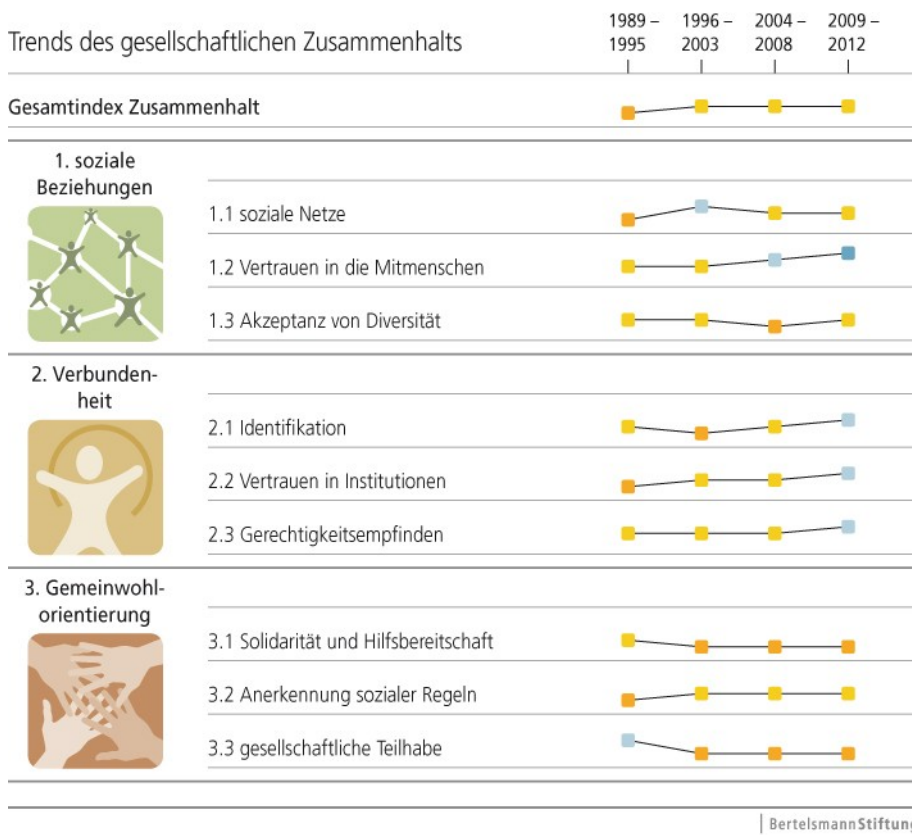 Trends des gesellschaftlichen Zusammenhalts
1989 – 1996 – 2004 – 2009 –
1995 2003 2008 2012
Gesamtindex Zusammenhalt
1. soziale
Beziehungen
1.1 soziale Netze
1.2 Vertrauen in die Mitmenschen
1.3 Akzeptanz von Diversität
2. Verbunden-
heit
2.1 Identifikation
2.2 Vertrauen in Institutionen
2.3 Gerechtigkeitsempfinden
3. Gemeinwohl-
orientierung
3.1 Solidarität und Hilfsbereitschaft
3.2 Anerkennung sozialer Regeln
3.3 gesellschaftliche Teilhabe
BertelsmannStiftung